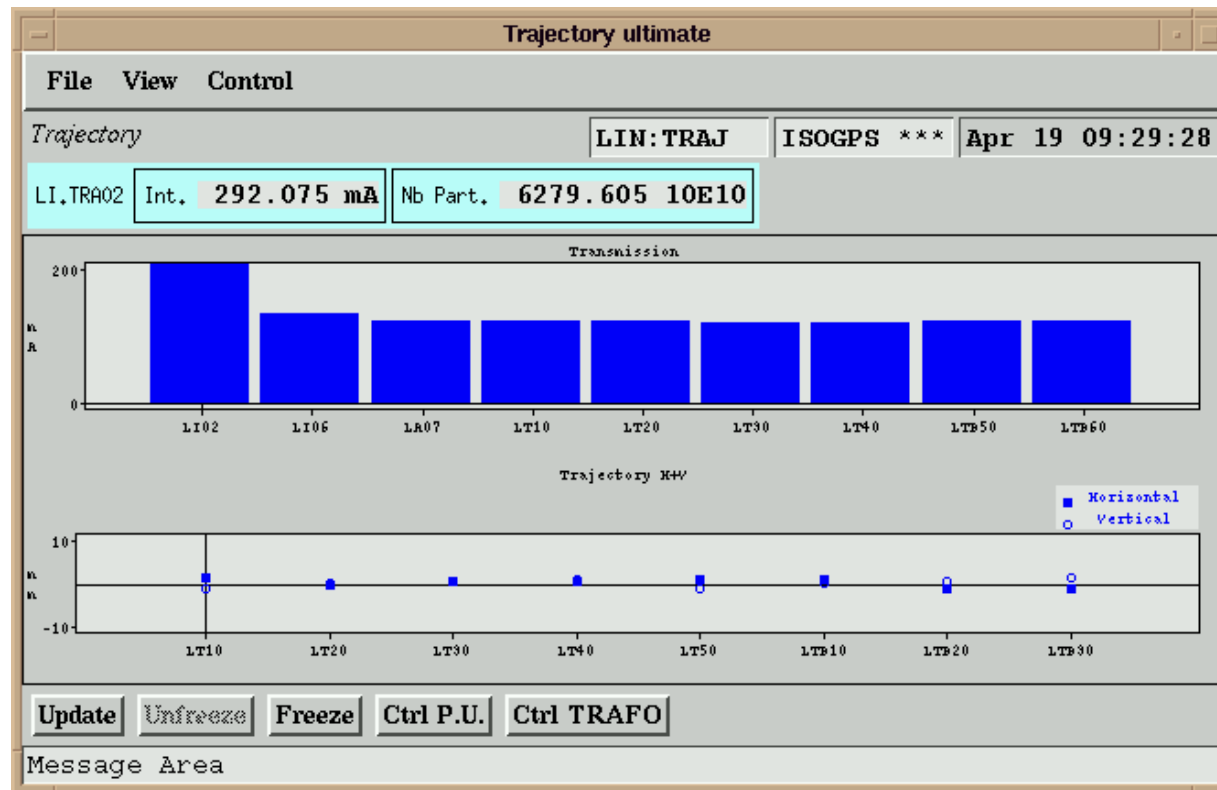 Trajectory ultimate
File View Control
Trajectory LIN:TRAJ ISOGPS *** Apr 19 09:29:28
LI.TRA02 Int. 292.075 mA Nb Part. 6279.605 10E10
Transmission
200
m
A
0
LI02 LI06 LA07 LT10 LT20 LT30 LT40 LTB50 LTB60
Trajectory H+V
Horizontal
Vertical
10
m
m
-10
LT10 LT20 LT30 LT40 LT50 LTB10 LTB20 LTB30
Update Unfreeze Freeze Ctrl P.U. Ctrl TRAFO
Message Area